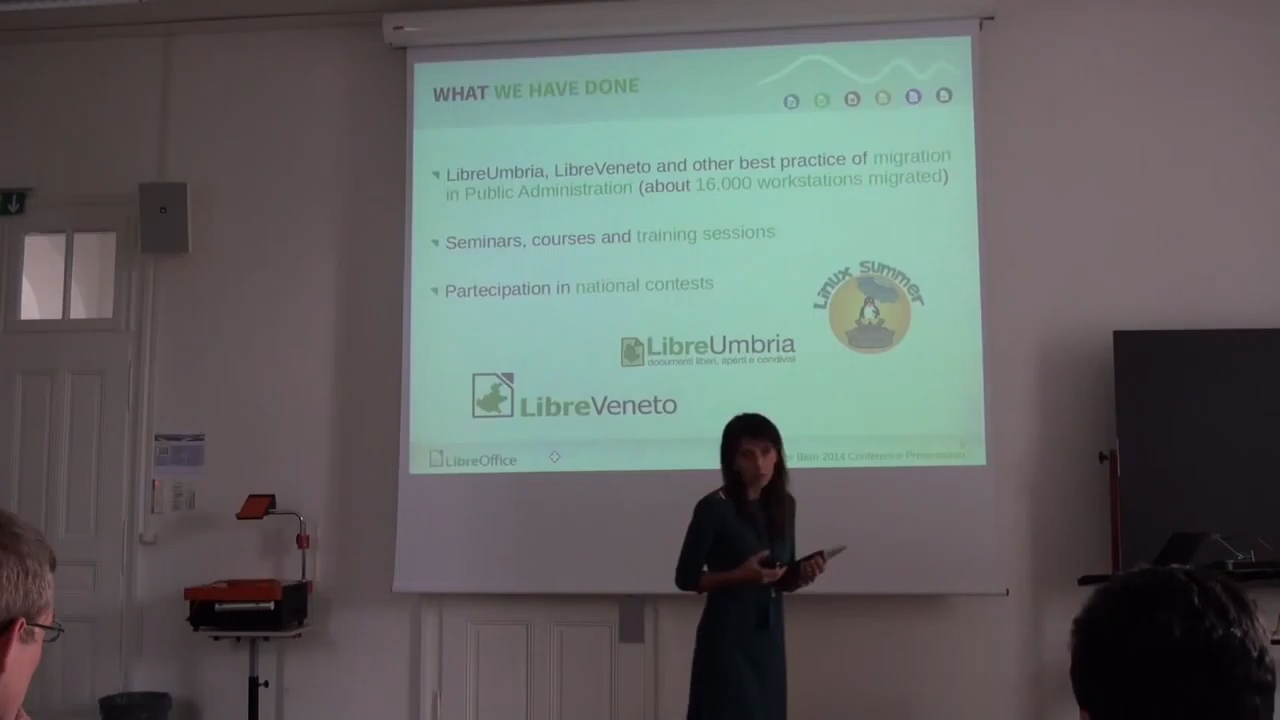 WHAT WE HAVE DONE
LibreUmbria, LibreVeneto and other best practice of migration
in Public Administration (about 16.000 workstations migrated)
Seminars, courses and training sessions
Partecipation in national contests
Linux Summer
LibreUmbria
documenti liberi, aperti e condivisi
LibreVeneto
LibreOffice
Bern 2014 Conference Presentation